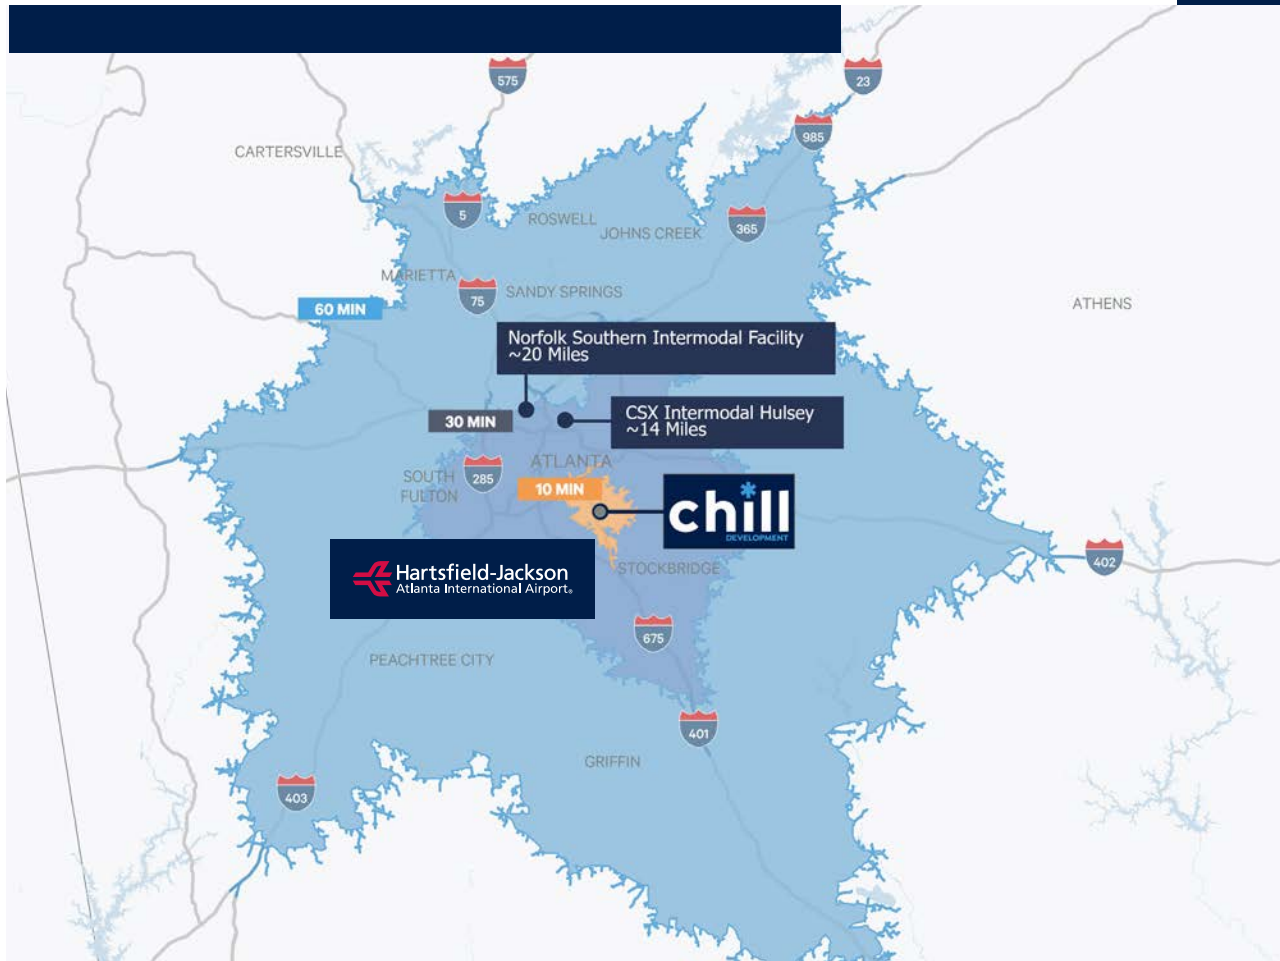 575
23
985
CARTERSVILLE
5
ROSWELL
JOHNS CREEK
365
MARIETTA
75
SANDY SPRINGS
60 MIN
ATHENS
Norfolk Southern Intermodal Facility
~20 Miles
30 MIN
CSX Intermodal Hulsey
~14 Miles
ATLANTA
SOUTH
FULTON
285
10 MIN
chill
DEVELOPMENT
402
Hartsfield-Jackson
Atlanta International Airport®
STOCKBRIDGE
675
PEACHTREE CITY
401
GRIFFIN
403